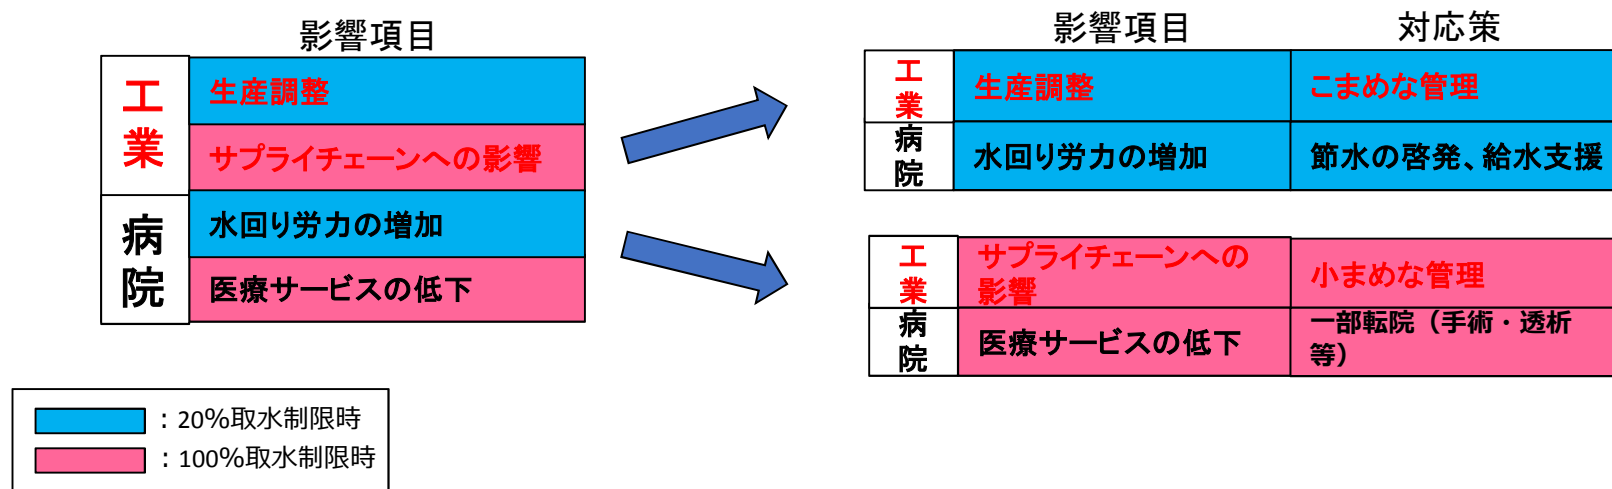 影響項目
工業
生産調整
サプライチェーンへの影響
病院
水回り労力の増加
医療サービスの低下
：20%取水制限時
：100%取水制限時
影響項目 対応策
工業 生産調整 こまめな管理
病院 水回り労力の増加 節水の啓発、給水支援
工業 サプライチェーンへの
影響 小まめな管理
病院 医療サービスの低下 一部転院（手術・透析
等）